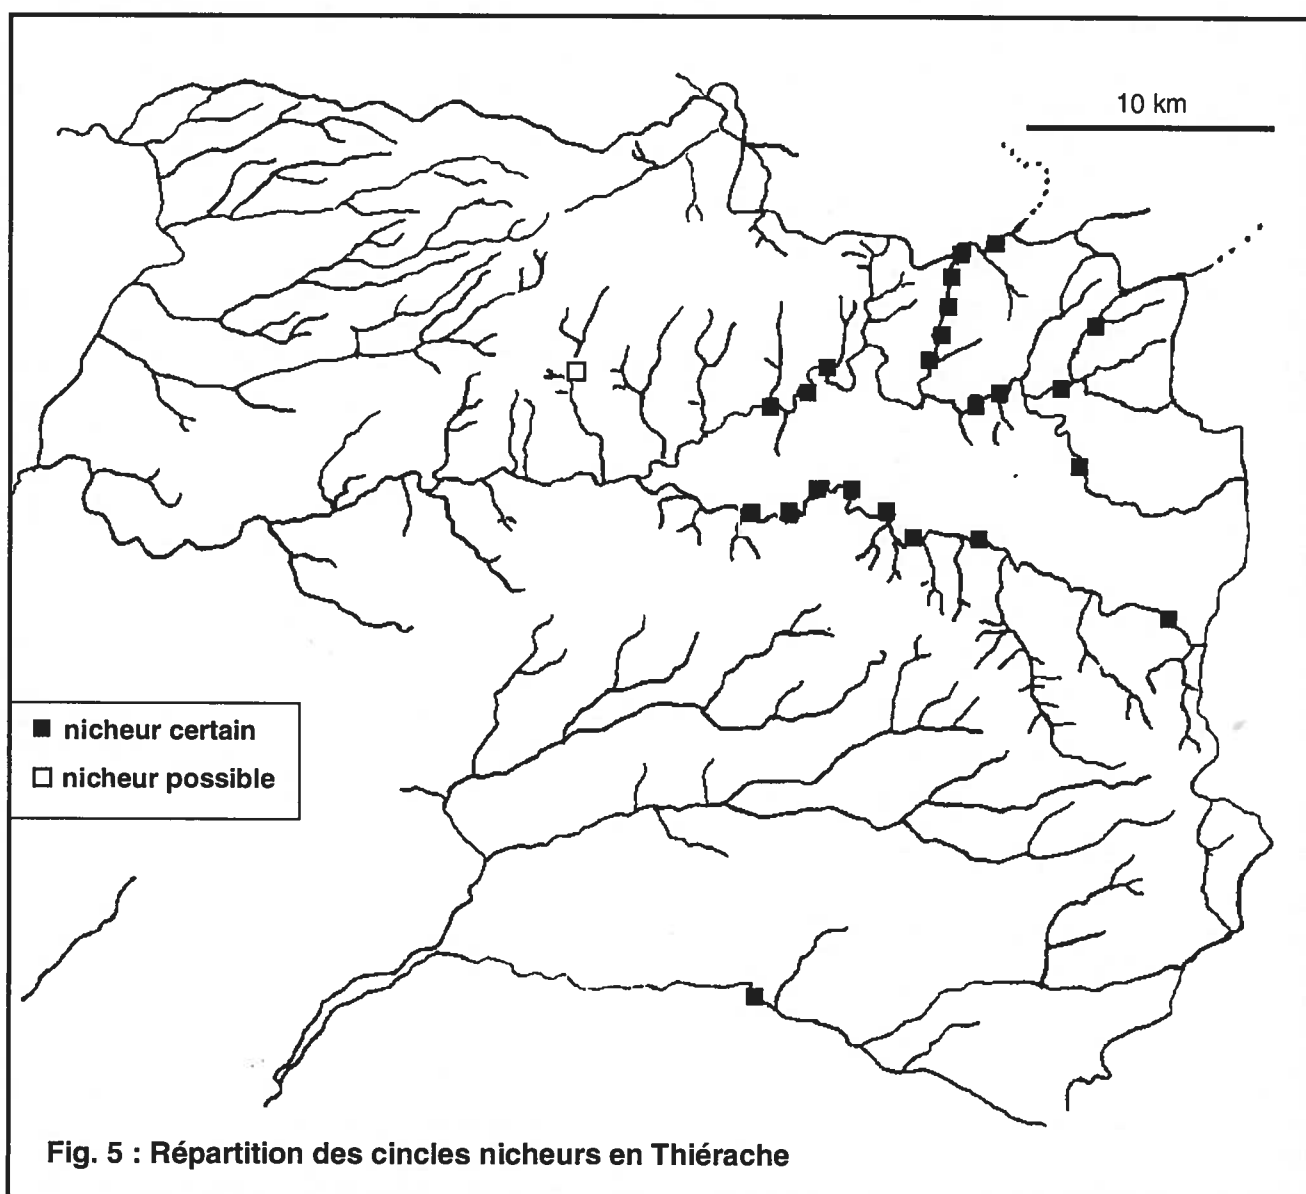 10 km
nicheur certain
nicheur possible
Fig. 5 : Répartition des cincles nicheurs en Thiérache